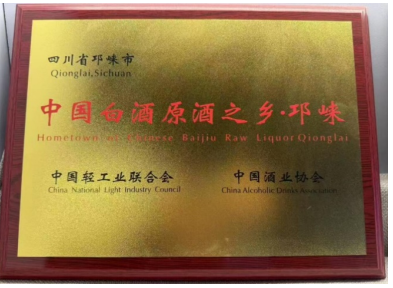 四川省邛崃市
Qionglai,Sichuan
中国白酒原酒之乡·邛崃
Hometown of Chinese Baijiu Raw Liquor Qionglai
中国轻工业联合会 中国酒业协会
China National Light Industry Council China Alcoholic Drinks Association